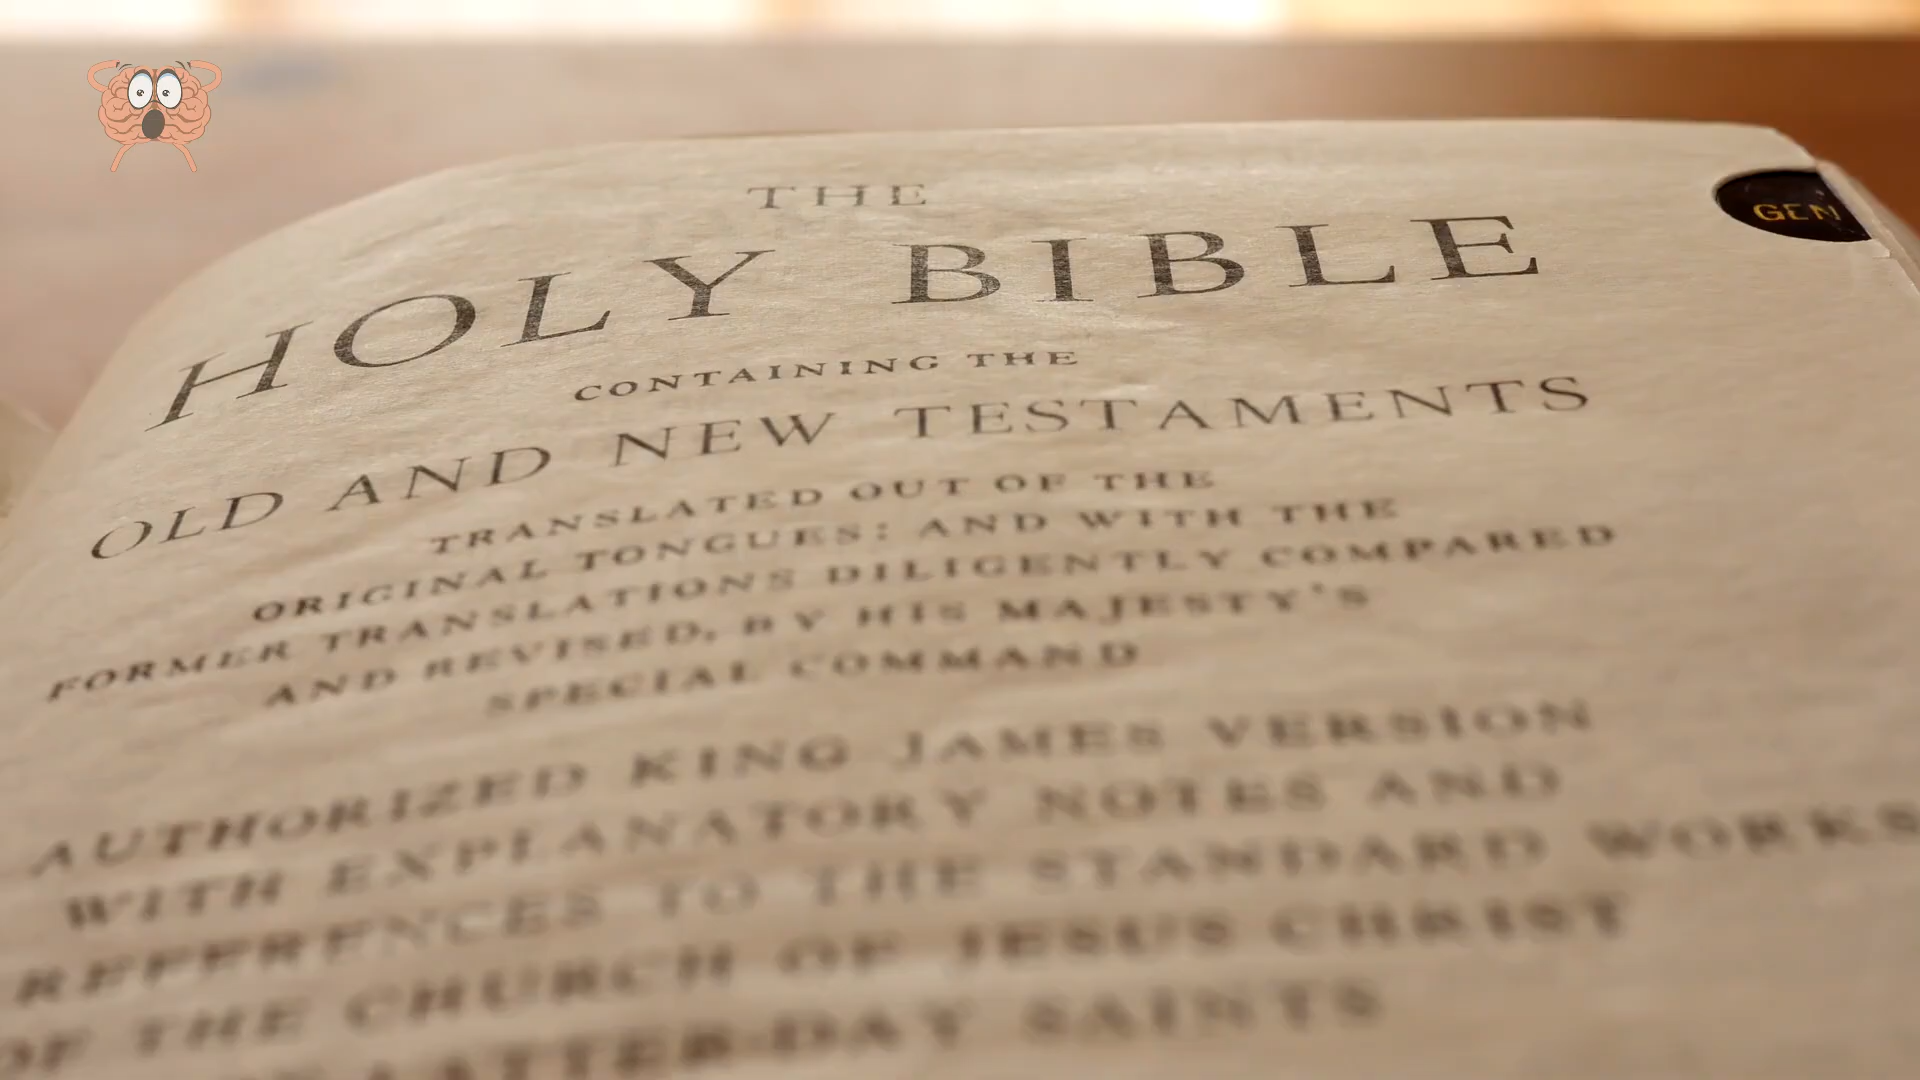 THE
HOLY BIBLE
GEN
CONTAINING THE
OLD AND NEW TESTAMENTS
TRANSLATED OUT OF THE
ORIGINAL TONGUES: AND WITH THE
FORMER TRANSLATIONS DILIGENTLY COMPARED
AND REVISED, BY HIS MAJESTY'S
SPECIAL COMMAND
AUTHORIZED KING JAMES VERSION
WITH EXPLANATORY NOTES AND
REFERENCES TO THE STANDARD WORKS
OF THE CHURCH OF JESUS CHRIST
LATTER-DAY SAINTS